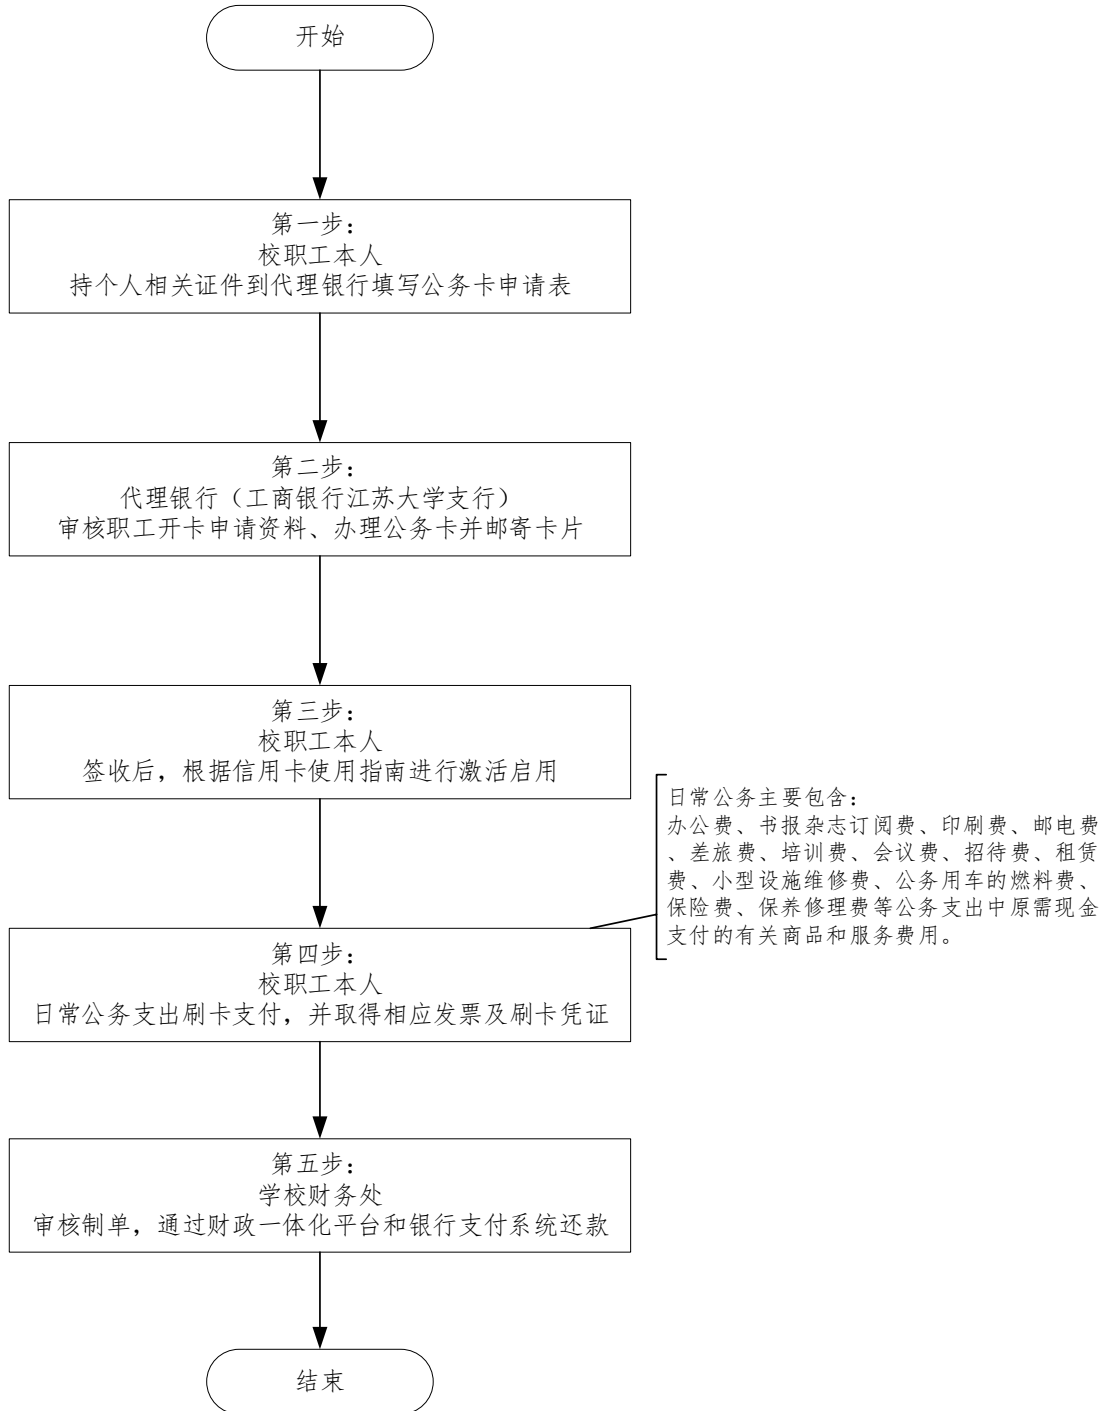 开始
第一步：
校职工本人
持个人相关证件到代理银行填写公务卡申请表
第二步：
代理银行（工商银行江苏大学支行）
审核职工开卡申请资料、办理公务卡并邮寄卡片
第三步：
校职工本人
签收后，根据信用卡使用指南进行激活启用
日常公务主要包含：
办公费、书报杂志订阅费、印刷费、邮电费
、差旅费、培训费、会议费、招待费、租赁
费、小型设施维修费、公务用车的燃料费、
保险费、保养修理费等公务支出中原需现金
支付的有关商品和服务费用。
第四步：
校职工本人
日常公务支出刷卡支付，并取得相应发票及刷卡凭证
第五步：
学校财务处
审核制单，通过财政一体化平台和银行支付系统还款
结束